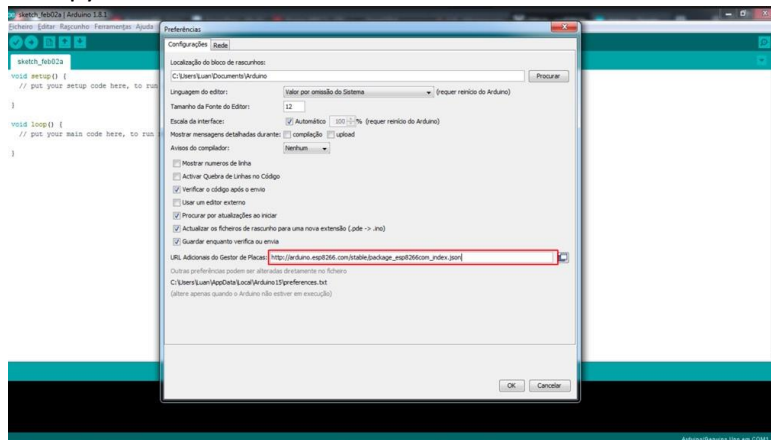 sketch_feb02a | Arduino 1.8.1
Ficheiro Editar Rascunho Ferramentas Ajuda
sketch_feb02a
void setup() {
// put your setup code here, to run
}
void loop() {
// put your main code here, to run
}
Preferências
Configurações Rede
Localização do bloco de rascunhos:
C:\Users\Luan\Documents\Arduino Procurar
Linguagem do editor: Valor por omissão do Sistema (requer reinício do Arduino)
Tamanho da Fonte do Editor: 12
Escala da interface: Automático 100 % (requer reinício do Arduino)
Mostrar mensagens detalhadas durante: compilação upload
Avisos do compilador: Nenhum
Mostrar numeros de linha
Activar Quebra de Linhas no Código
Verificar o código após o envio
Usar um editor externo
Procurar por atualizações ao iniciar
Actualizar os ficheiros de rascunho para uma nova extensão (.pde -> .ino)
Guardar enquanto verifica ou envia
URL Adicionais do Gestor de Placas: http://arduino.esp8266.com/stable/package_esp8266com_index.json
Outras preferências podem ser alteradas diretamente no ficheiro
C:\Users\Luan\AppData\Local\Arduino15\preferences.txt
(altere apenas quando o Arduino não estiver em execução)
OK Cancelar
Arduino/Genuino Uno em COM3